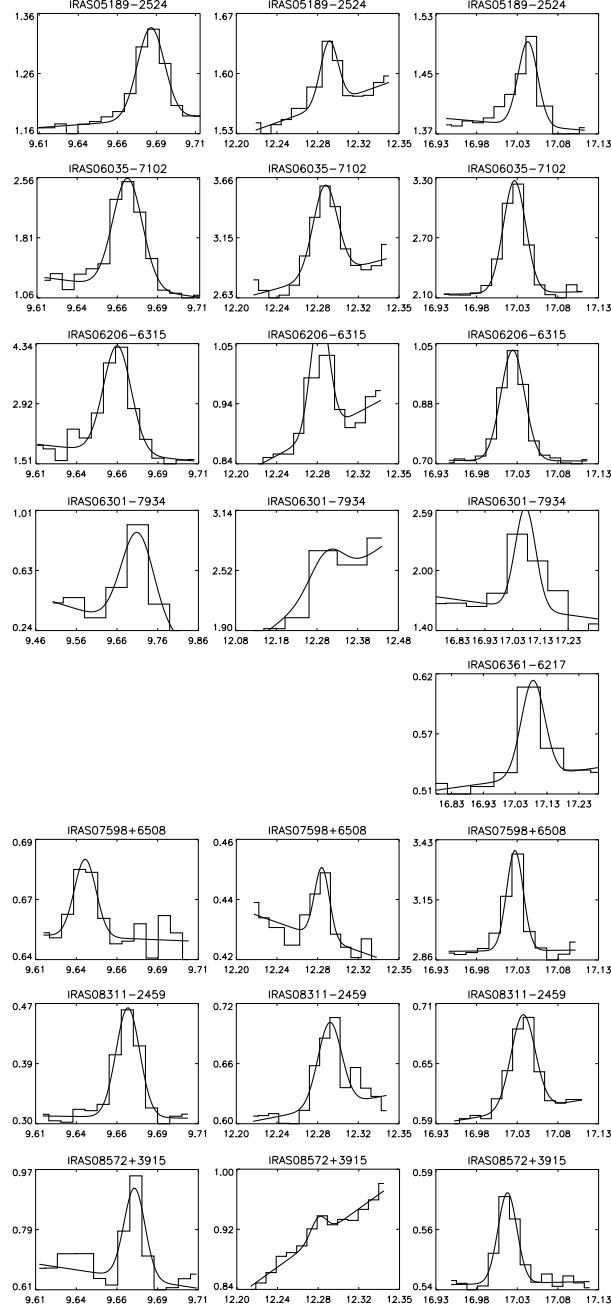 IRAS05189-2524 IRAS05189-2524 IRAS05189-2524
1.36 1.67 1.53
1.26 1.60 1.45
1.16 1.53 1.37
9.61 9.64 9.66 9.69 9.71 12.20 12.24 12.28 12.32 12.35 16.93 16.98 17.03 17.08 17.13
IRAS06035-7102 IRAS06035-7102 IRAS06035-7102
2.56 3.66 3.30
1.81 3.15 2.70
1.06 2.63 2.10
9.61 9.64 9.66 9.69 9.71 12.20 12.24 12.28 12.32 12.35 16.93 16.98 17.03 17.08 17.13
IRAS06206-6315 IRAS06206-6315 IRAS06206-6315
4.34 1.05 1.05
2.92 0.94 0.88
1.51 0.84 0.70
9.61 9.64 9.66 9.69 9.71 12.20 12.24 12.28 12.32 12.35 16.93 16.98 17.03 17.08 17.13
IRAS06301-7934 IRAS06301-7934 IRAS06301-7934
1.01 3.14 2.59
0.63 2.52 2.00
0.24 1.90 1.40
9.46 9.56 9.66 9.76 9.86 12.08 12.18 12.28 12.38 12.48 16.83 16.93 17.03 17.13 17.23
IRAS06361-6217
0.62
0.57
0.51
16.83 16.93 17.03 17.13 17.23
IRAS07598+6508 IRAS07598+6508 IRAS07598+6508
0.69 0.46 3.43
0.67 0.44 3.15
0.64 0.42 2.86
9.61 9.64 9.66 9.69 9.71 12.20 12.24 12.28 12.32 12.35 16.93 16.98 17.03 17.08 17.13
IRAS08311-2459 IRAS08311-2459 IRAS08311-2459
0.47 0.72 0.71
0.39 0.66 0.65
0.30 0.60 0.59
9.61 9.64 9.66 9.69 9.71 12.20 12.24 12.28 12.32 12.35 16.93 16.98 17.03 17.08 17.13
IRAS08572+3915 IRAS08572+3915 IRAS08572+3915
0.97 1.00 0.59
0.79 0.92 0.56
0.61 0.84 0.54
9.61 9.64 9.66 9.69 9.71 12.20 12.24 12.28 12.32 12.35 16.93 16.98 17.03 17.08 17.13